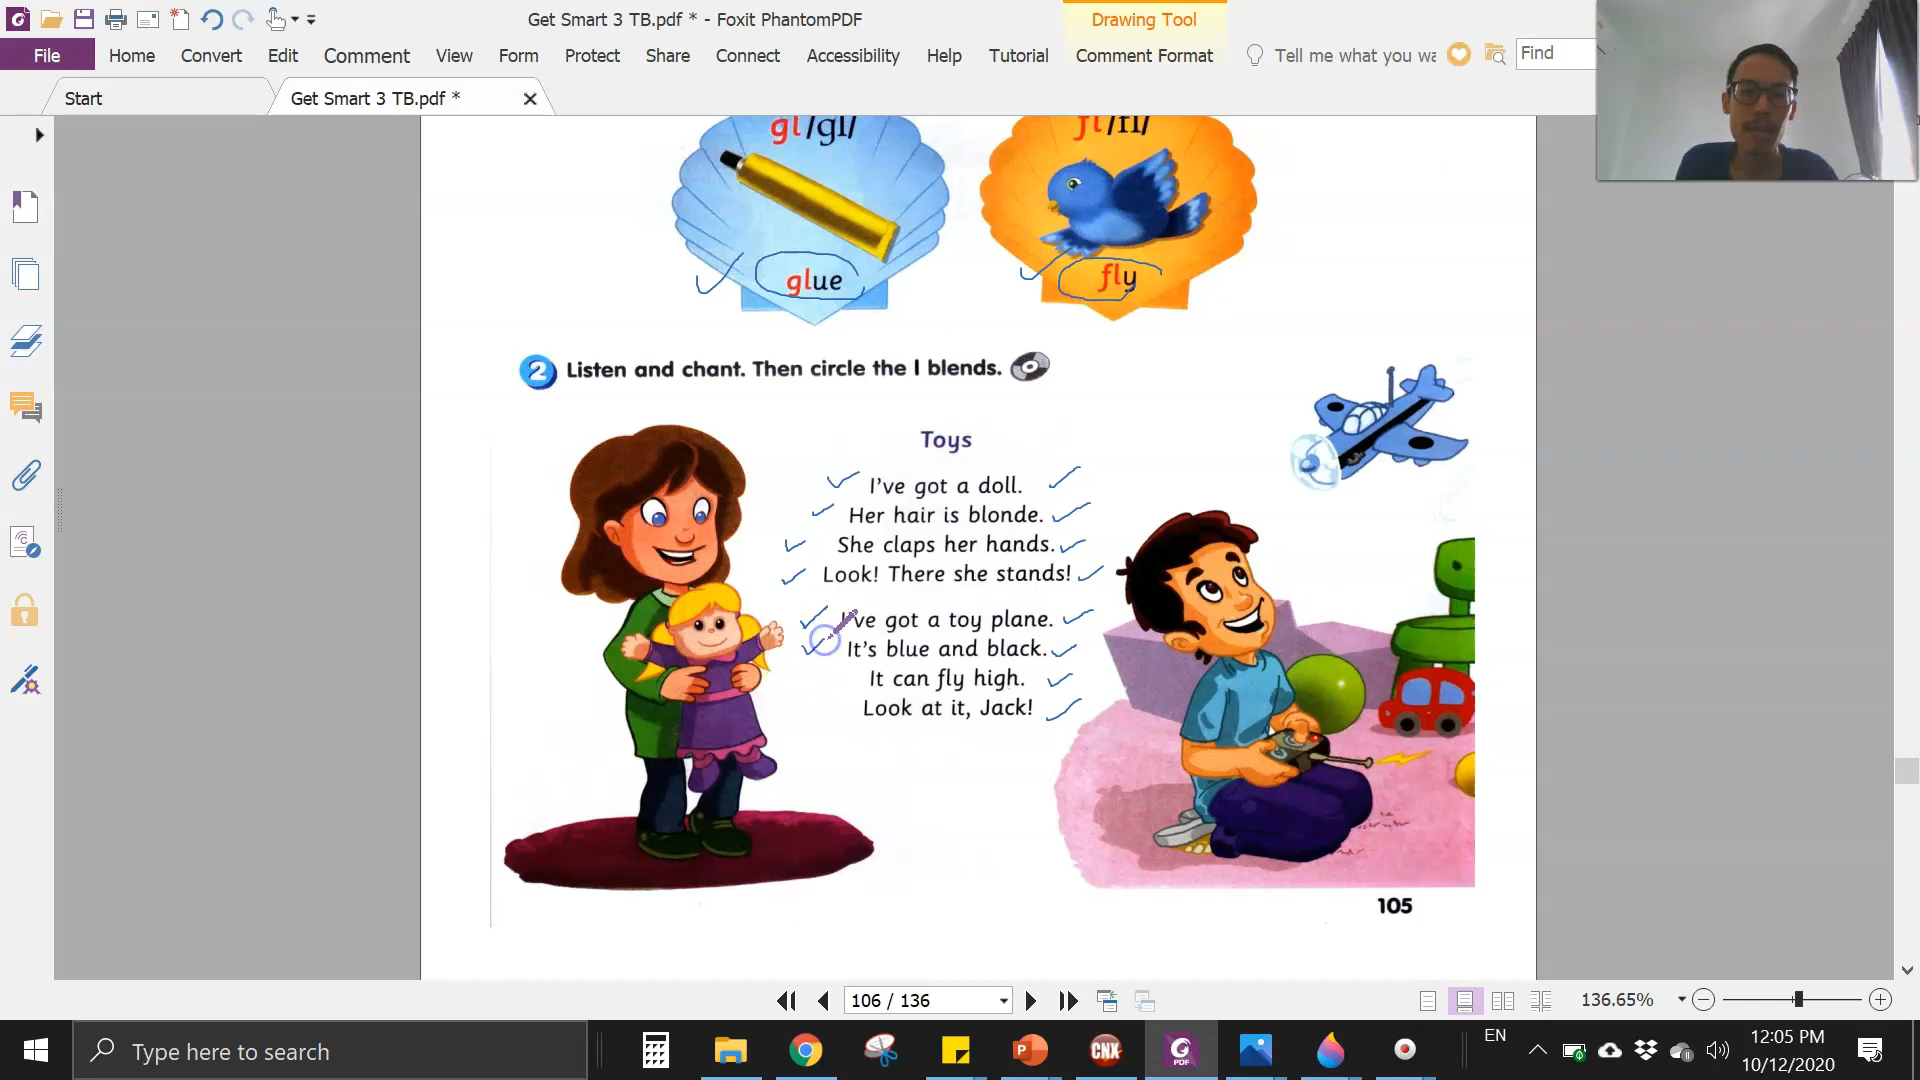 Get Smart 3 TB.pdf * - Foxit PhantomPDF
Drawing Tool
File Home Convert Edit Comment View Form Protect Share Connect Accessibility Help Tutorial Comment Format Tell me what you wa Find
Start Get Smart 3 TB.pdf *
gl /gl/ fl /fl/
glue fly
2 Listen and chant. Then circle the l blends.
Toys
I've got a doll.
Her hair is blonde.
She claps her hands.
Look! There she stands!
I've got a toy plane.
It's blue and black.
It can fly high.
Look at it, Jack!
105
106 / 136 136.65%
Type here to search
CNX
PDF
EN
12:05 PM
10/12/2020